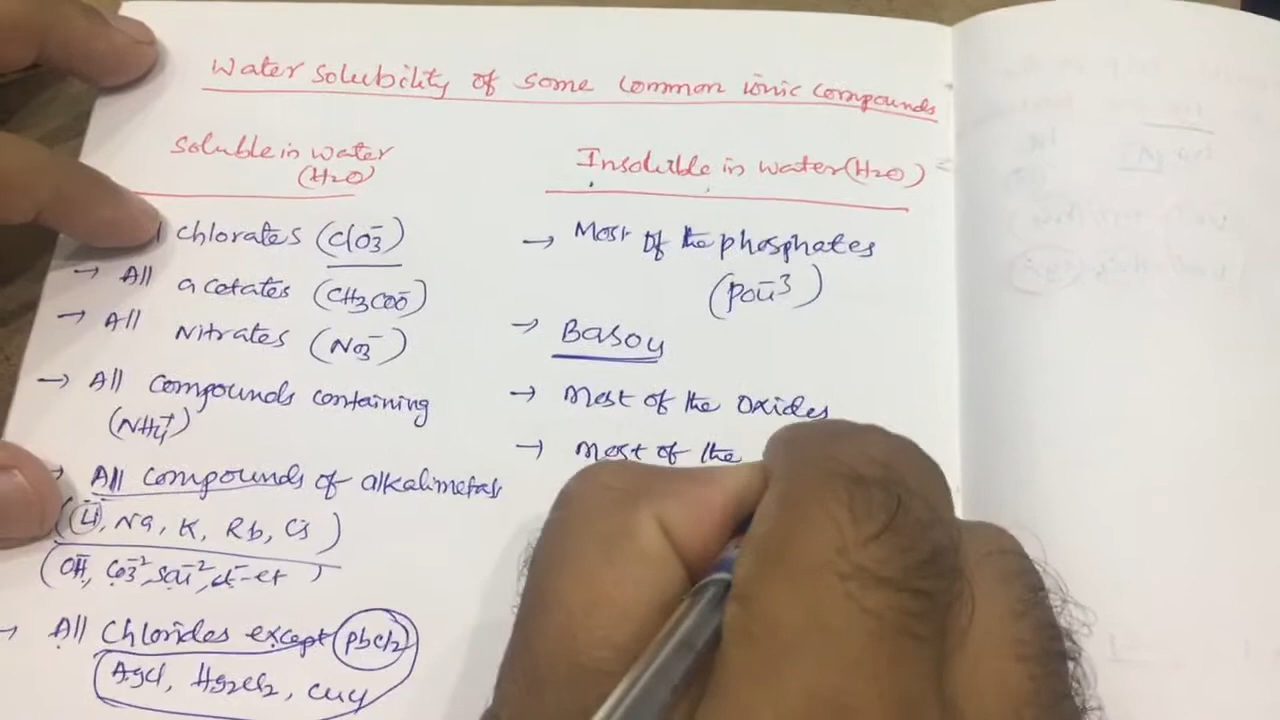 Water solubility of some common ionic compounds
Soluble in water
(H2O)
chlorates (ClO3⁻)
→ All acetates (CH3COO⁻)
→ All Nitrates (NO3⁻)
→ All compounds containing
(NH4⁺)
→ All compounds of alkalimetals
(Li, Na, K, Rb, Cs)
(OH⁻, CO3⁻², SO4⁻², Cl⁻ - et)
→ All Chlorides except PbCl2
AgCl, Hg2Cl2,
Insoluble in water (H2O)
→ Most of the phosphates
(PO4⁻³)
→ BaSO4
→ Most of the oxides
→ Most of the